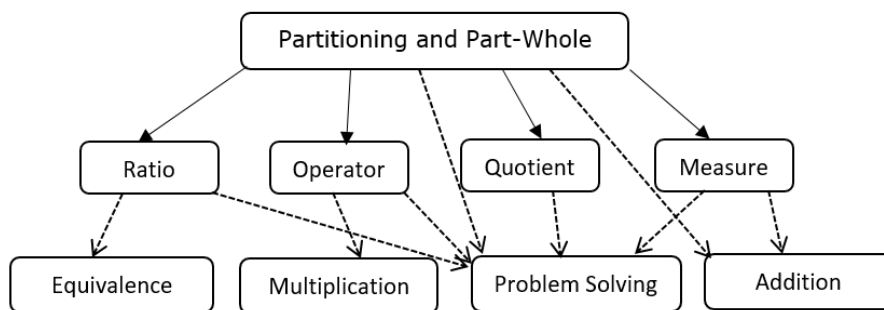 Partitioning and Part-Whole
Ratio
Operator
Quotient
Measure
Equivalence
Multiplication
Problem Solving
Addition